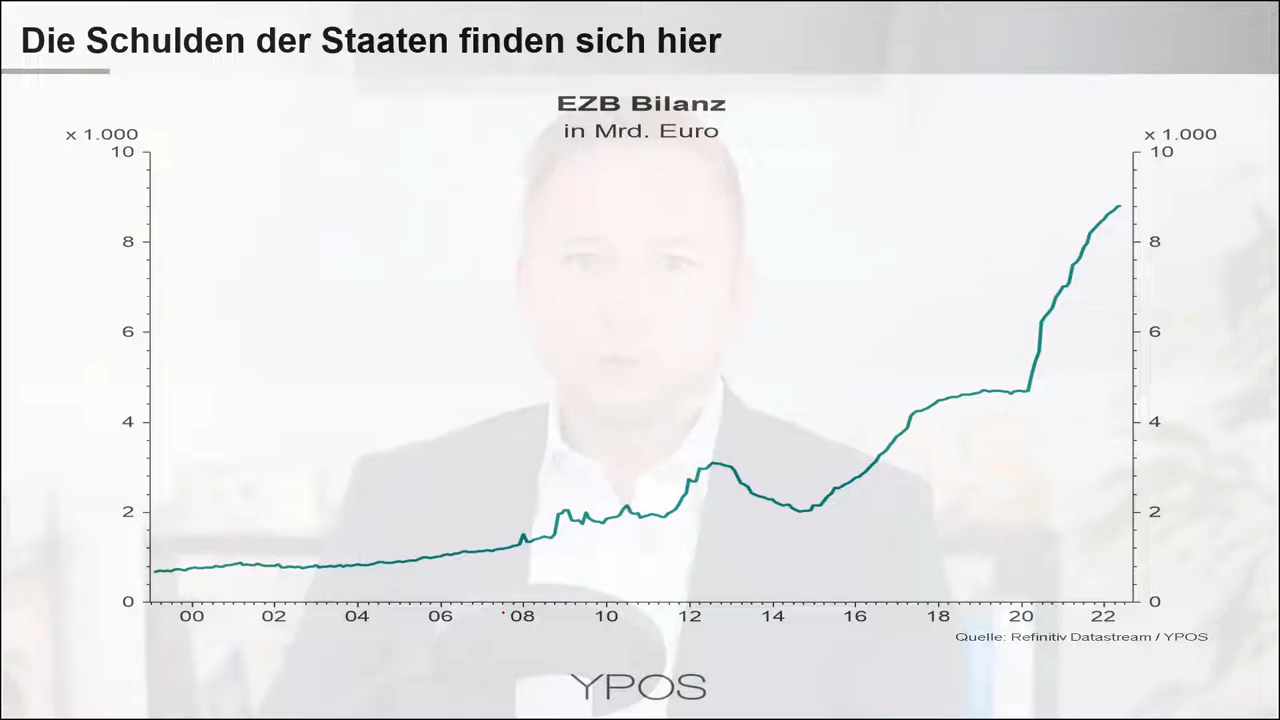 Die Schulden der Staaten finden sich hier
EZB Bilanz
in Mrd. Euro
x 1.000
x 1.000
10
10
8
8
6
6
4
4
2
2
0
0
00 02 04 06 08 10 12 14 16 18 20 22
Quelle: Refinitiv Datastream / YPOS
YPOS